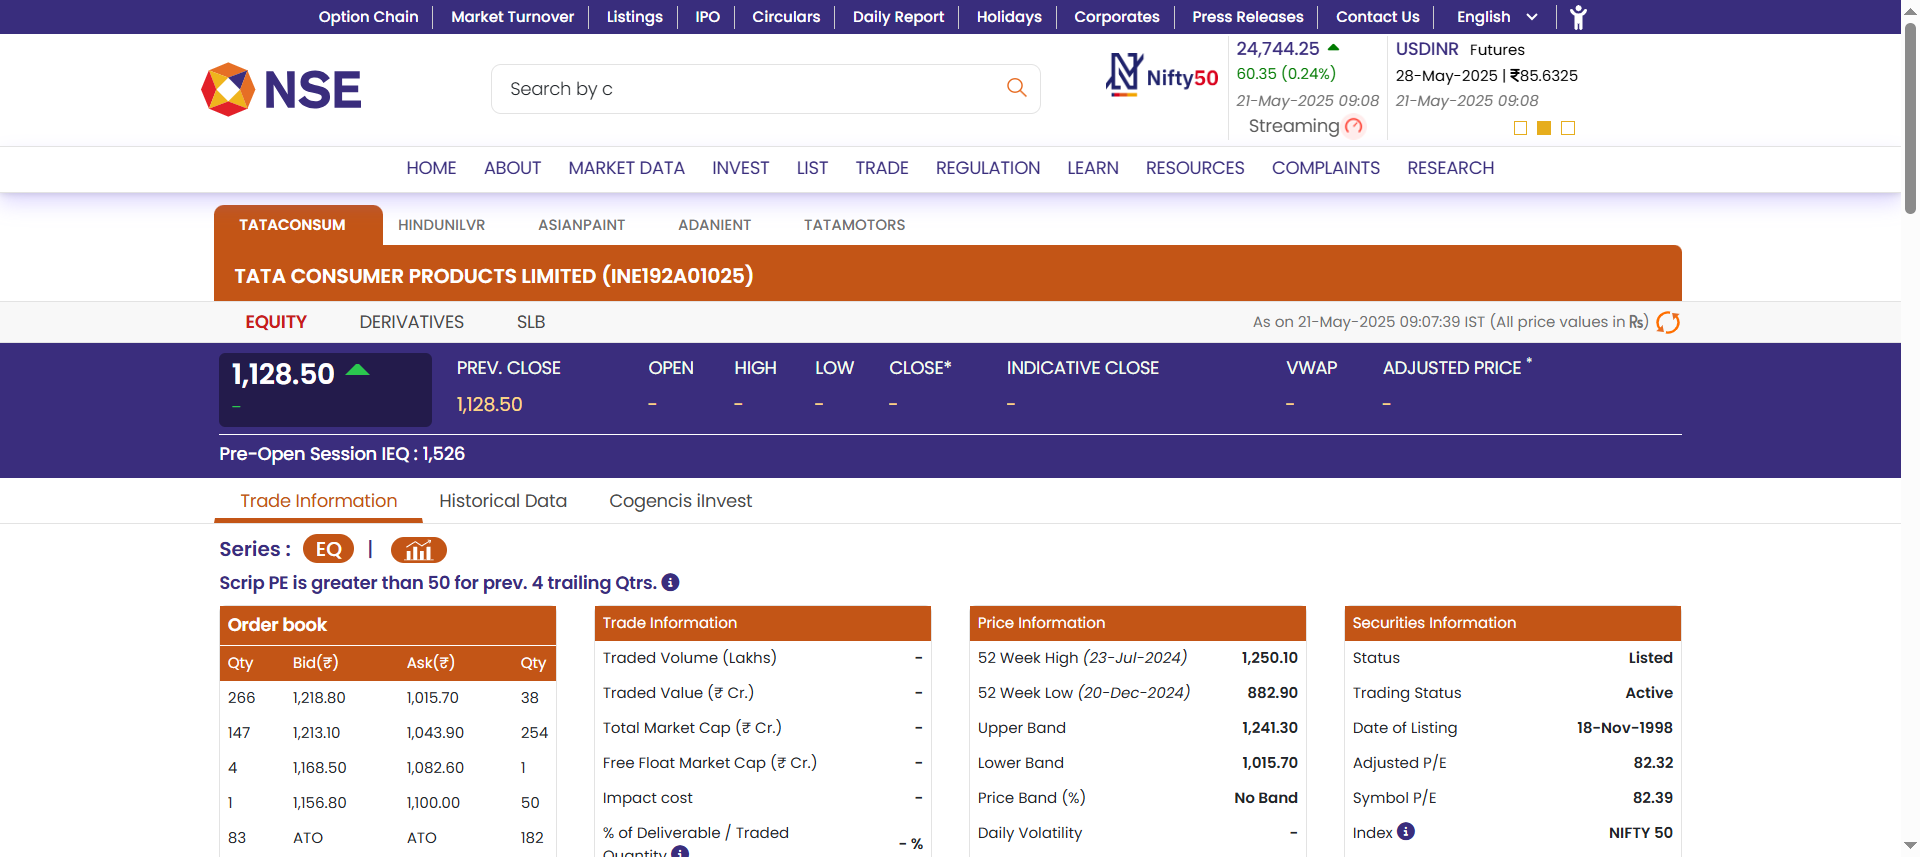 Option Chain Market Turnover Listings IPO Circulars Daily Report Holidays Corporates Press Releases Contact Us English
NSE
Search by c
Nifty50
24,744.25
60.35 (0.24%)
21-May-2025 09:08
Streaming
USDINR Futures
28-May-2025 | ₹85.6325
21-May-2025 09:08
HOME ABOUT MARKET DATA INVEST LIST TRADE REGULATION LEARN RESOURCES COMPLAINTS RESEARCH
TATACONSUM HINDUNILVR ASIANPAINT ADANIENT TATAMOTORS
TATA CONSUMER PRODUCTS LIMITED (INE192A01025)
EQUITY DERIVATIVES SLB As on 21-May-2025 09:07:39 IST (All price values in ₨)
1,128.50
-
PREV. CLOSE OPEN HIGH LOW CLOSE* INDICATIVE CLOSE VWAP ADJUSTED PRICE *
1,128.50 - - - - - - -
Pre-Open Session IEQ : 1,526
Trade Information Historical Data Cogencis iInvest
Series : EQ |
Scrip PE is greater than 50 for prev. 4 trailing Qtrs.
Order book
Qty Bid(₹) Ask(₹) Qty
266 1,218.80 1,015.70 38
147 1,213.10 1,043.90 254
4 1,168.50 1,082.60 1
1 1,156.80 1,100.00 50
83 ATO ATO 182
Trade Information
Traded Volume (Lakhs) -
Traded Value (₹ Cr.) -
Total Market Cap (₹ Cr.) -
Free Float Market Cap (₹ Cr.) -
Impact cost -
% of Deliverable / Traded
Quantity - %
Price Information
52 Week High (23-Jul-2024) 1,250.10
52 Week Low (20-Dec-2024) 882.90
Upper Band 1,241.30
Lower Band 1,015.70
Price Band (%) No Band
Daily Volatility -
Securities Information
Status Listed
Trading Status Active
Date of Listing 18-Nov-1998
Adjusted P/E 82.32
Symbol P/E 82.39
Index NIFTY 50